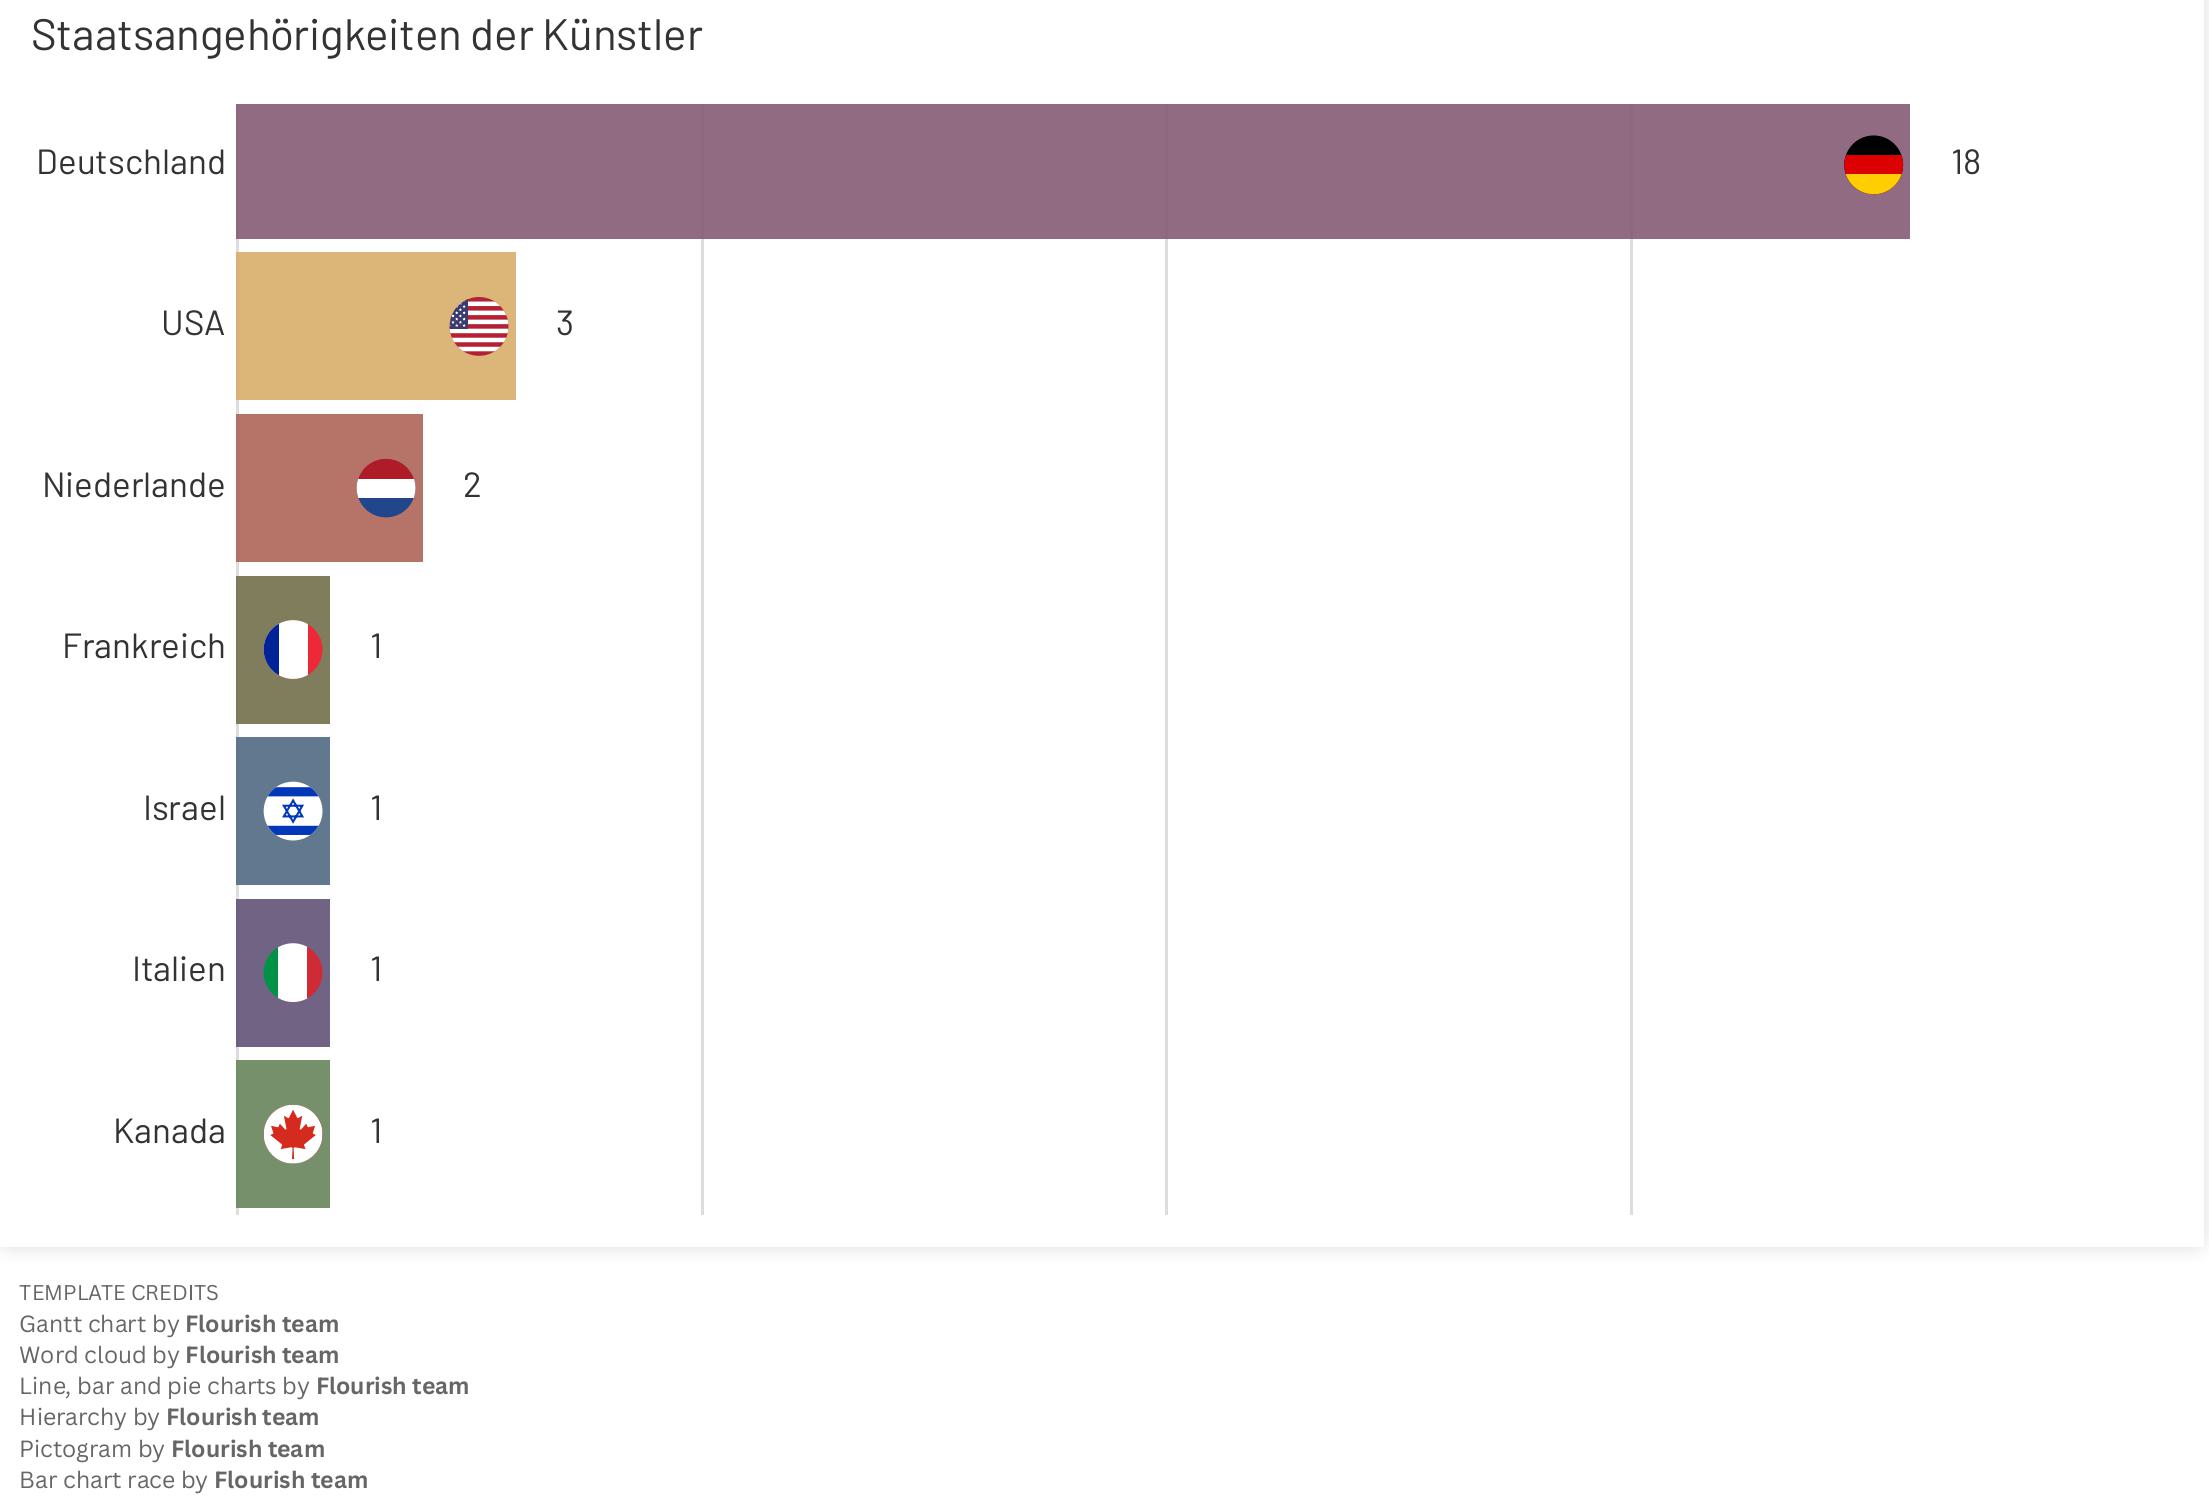 Staatsangehörigkeiten der Künstler
Deutschland 18
USA 3
Niederlande 2
Frankreich 1
Israel 1
Italien 1
Kanada 1
TEMPLATE CREDITS
Gantt chart by Flourish team
Word cloud by Flourish team
Line, bar and pie charts by Flourish team
Hierarchy by Flourish team
Pictogram by Flourish team
Bar chart race by Flourish team